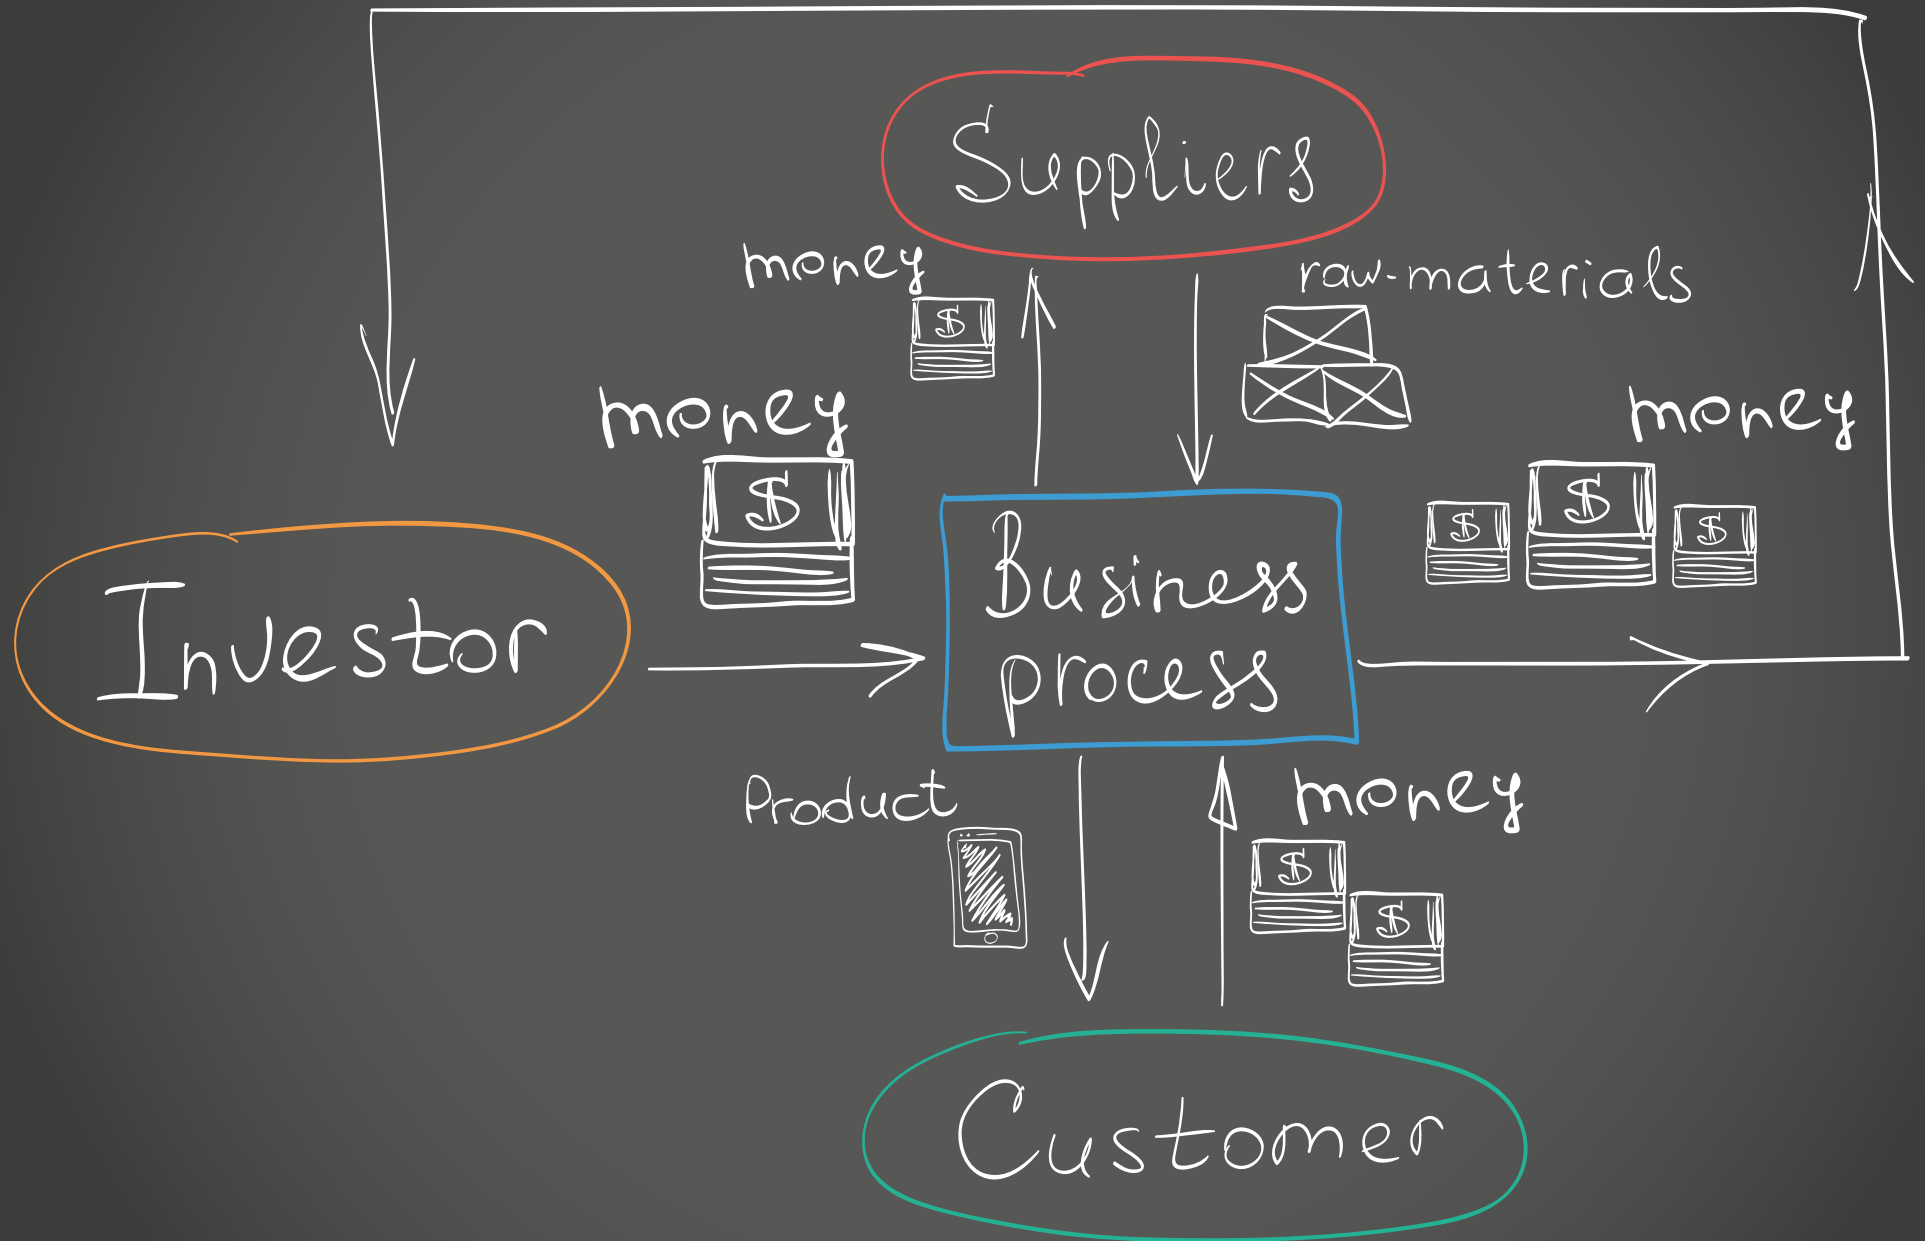 Suppliers
money
$
raw-materials
money
$
money
$ $ $
Investor
Business
process
Product
money
$
$
Customer